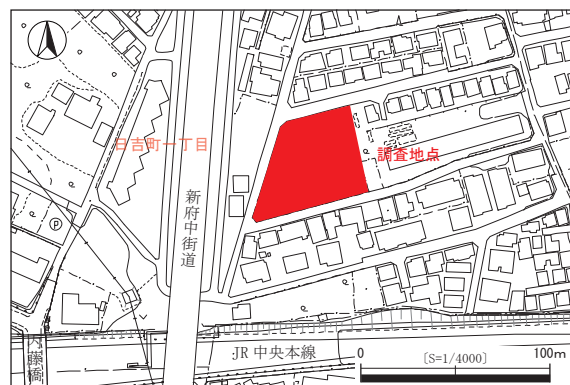 日吉町一丁目
調査地点
新府中街道
P
内藤橋
JR 中央本線
0 〔S=1/4000〕 100m